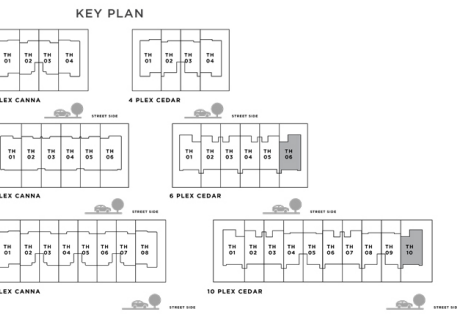 KEY PLAN
TH 01 TH 02 TH 03 TH 04
TH 01 TH 02 TH 03 TH 04
PLEX CANNA
4 PLEX CEDAR
STREET SIDE
STREET SIDE
TH 01 TH 02 TH 03 TH 04 TH 05 TH 06
TH 01 TH 02 TH 03 TH 04 TH 05 TH 06
PLEX CANNA
6 PLEX CEDAR
STREET SIDE
STREET SIDE
TH 01 TH 02 TH 03 TH 04 TH 05 TH 06 TH 07 TH 08
TH 01 TH 02 TH 03 TH 04 TH 05 TH 06 TH 07 TH 08 TH 09 TH 10
PLEX CANNA
10 PLEX CEDAR
STREET SIDE
STREET SIDE